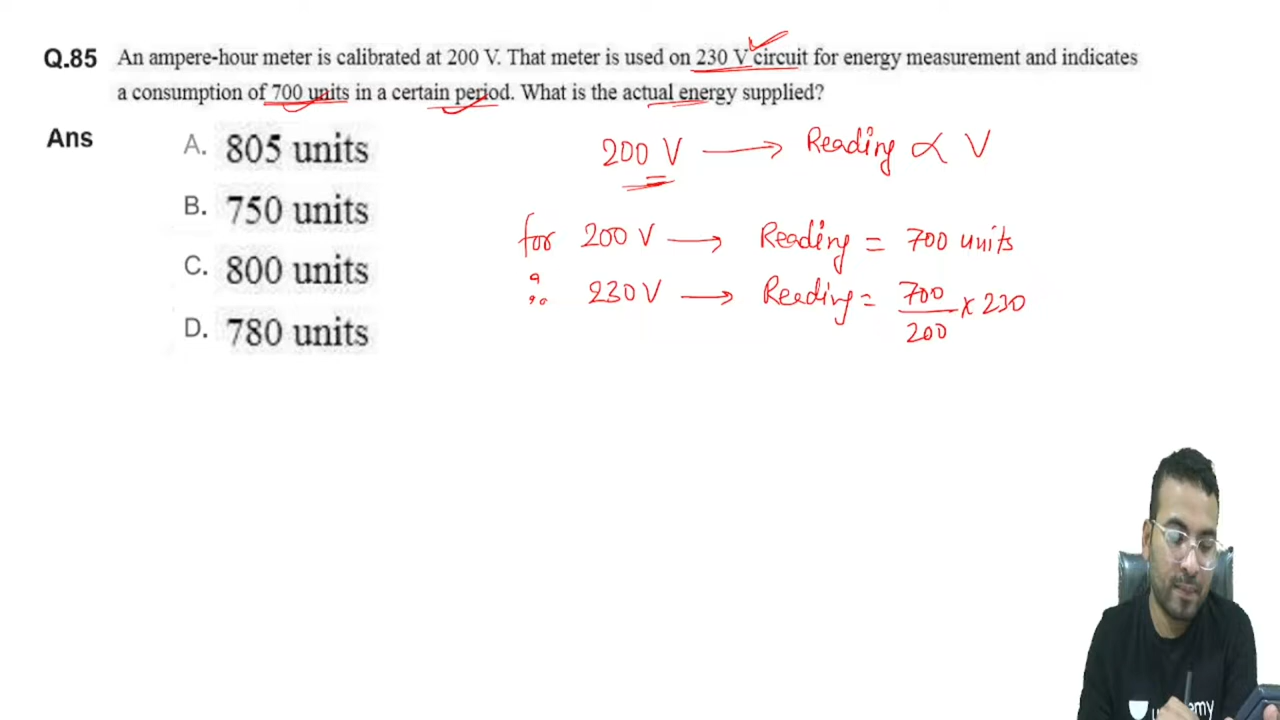 Q.85 An ampere-hour meter is calibrated at 200 V. That meter is used on 230 V circuit for energy measurement and indicates
a consumption of 700 units in a certain period. What is the actual energy supplied?
Ans
A. 805 units
B. 750 units
C. 800 units
D. 780 units
200 V → Reading ∝ V
for 200 V → Reading = 700 units
∴ 230 V → Reading = 700/200 × 230